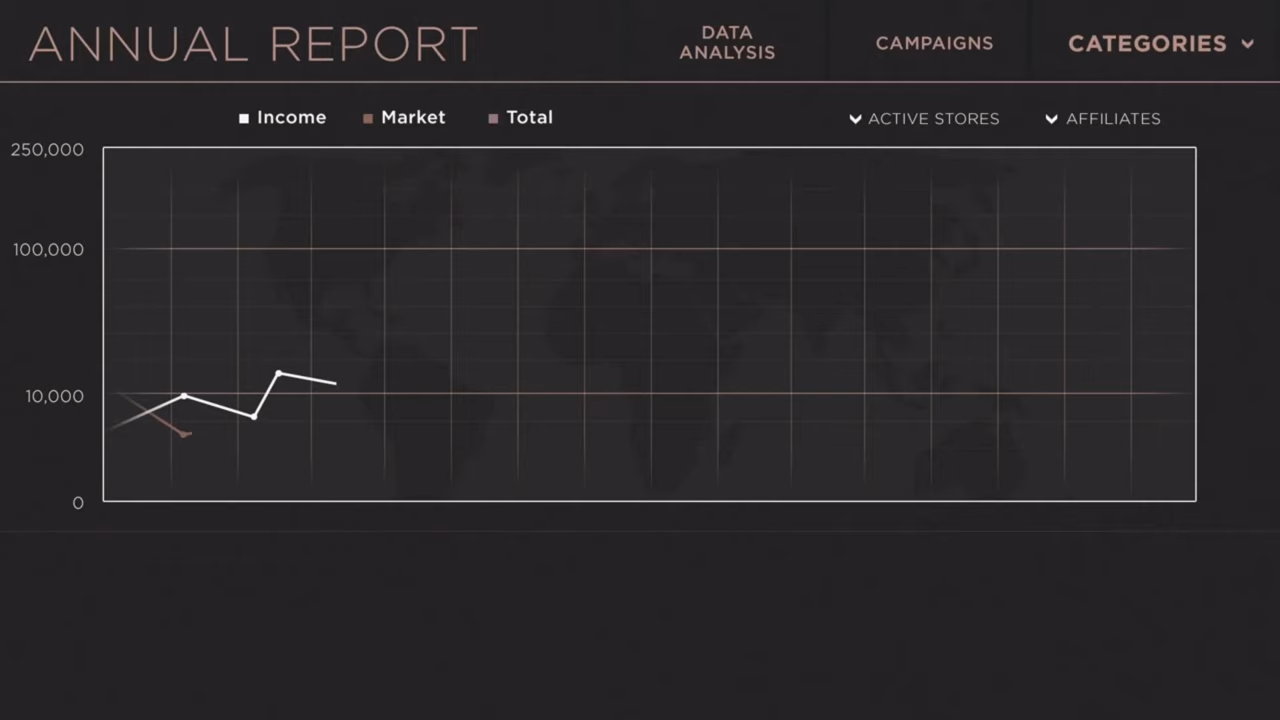 ANNUAL REPORT
DATA
ANALYSIS
CAMPAIGNS
CATEGORIES
Income
Market
Total
ACTIVE STORES
AFFILIATES
250,000
100,000
10,000
0